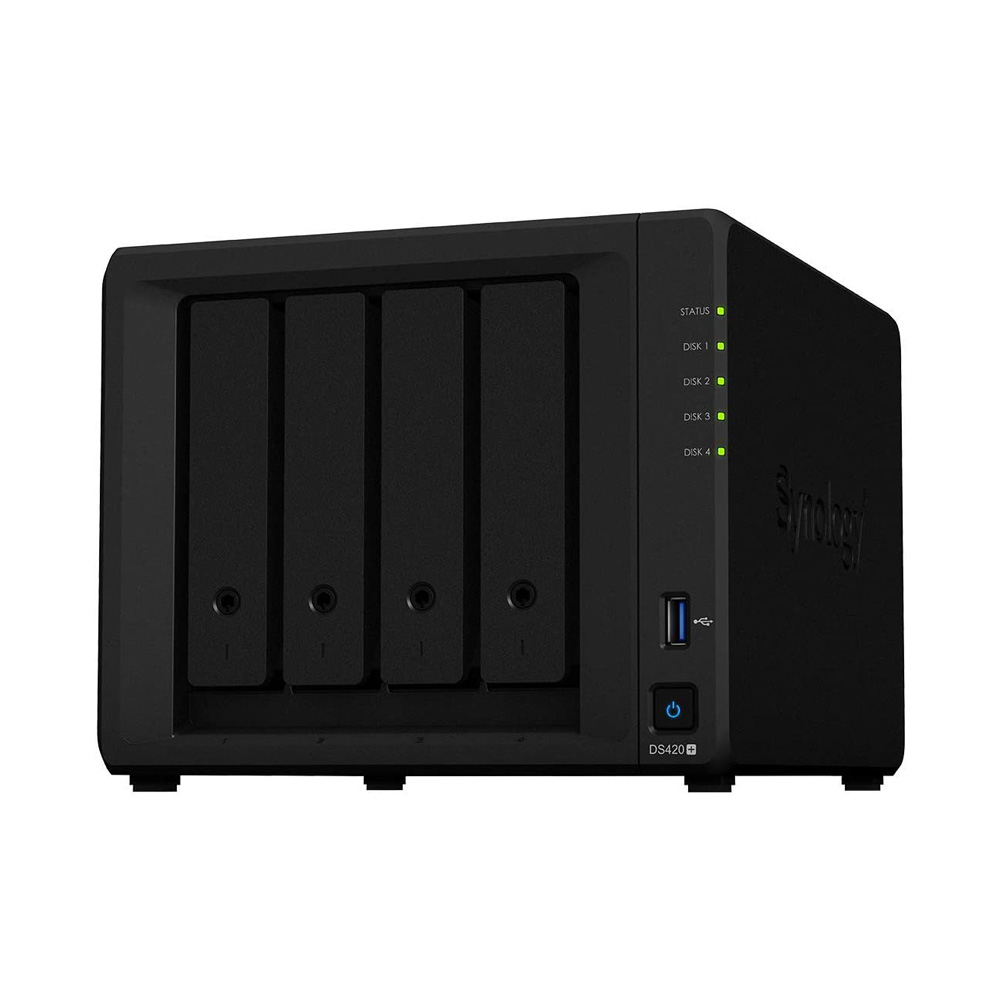 STATUS
DISK 1
DISK 2
DISK 3
DISK 4
Synology
DS420+